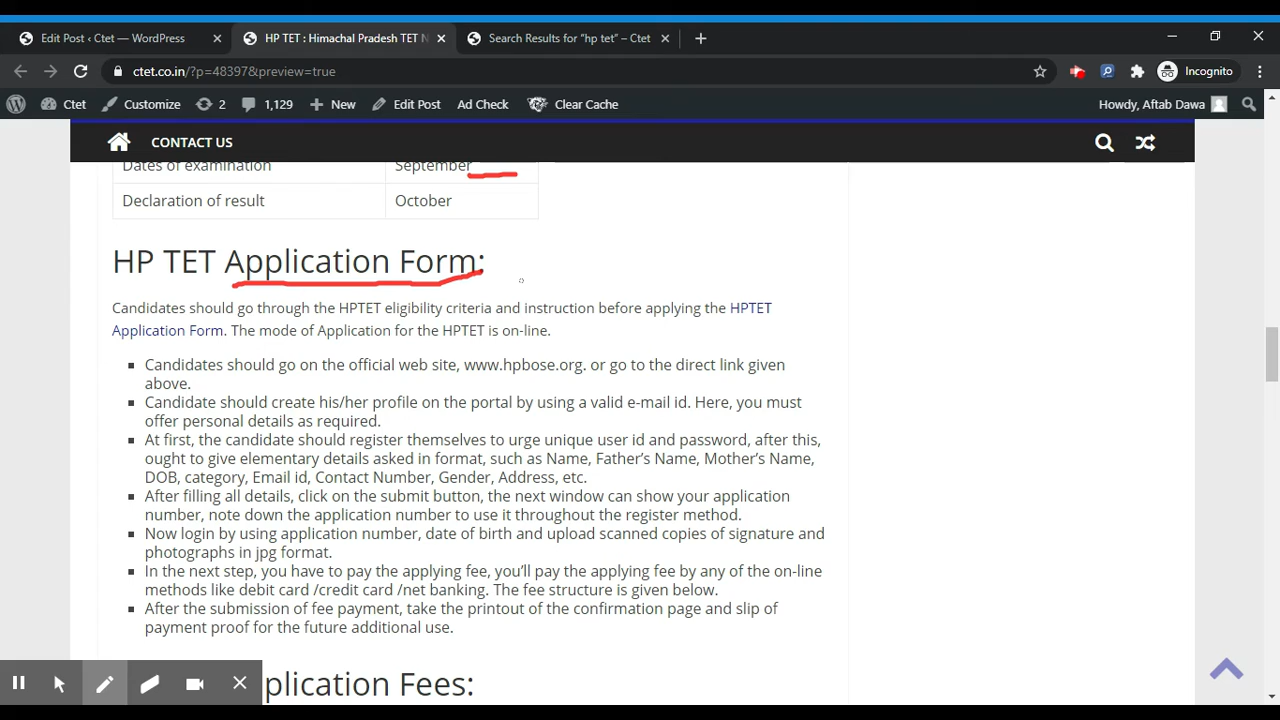 Edit Post ‹ Ctet — WordPress
HP TET : Himachal Pradesh TET N
Search Results for “hp tet” – Ctet
ctet.co.in/?p=48397&preview=true
Incognito
Ctet
Customize
2
1,129
New
Edit Post
Ad Check
Clear Cache
Howdy, Aftab Dawa
CONTACT US
Dates of examination
September
Declaration of result
October
HP TET Application Form:
Candidates should go through the HPTET eligibility criteria and instruction before applying the HPTET
Application Form. The mode of Application for the HPTET is on-line.
Candidates should go on the official web site, www.hpbose.org. or go to the direct link given
above.
Candidate should create his/her profile on the portal by using a valid e-mail id. Here, you must
offer personal details as required.
At first, the candidate should register themselves to urge unique user id and password, after this,
ought to give elementary details asked in format, such as Name, Father’s Name, Mother’s Name,
DOB, category, Email id, Contact Number, Gender, Address, etc.
After filling all details, click on the submit button, the next window can show your application
number, note down the application number to use it throughout the register method.
Now login by using application number, date of birth and upload scanned copies of signature and
photographs in jpg format.
In the next step, you have to pay the applying fee, you’ll pay the applying fee by any of the on-line
methods like debit card /credit card /net banking. The fee structure is given below.
After the submission of fee payment, take the printout of the confirmation page and slip of
payment proof for the future additional use.
plication Fees: